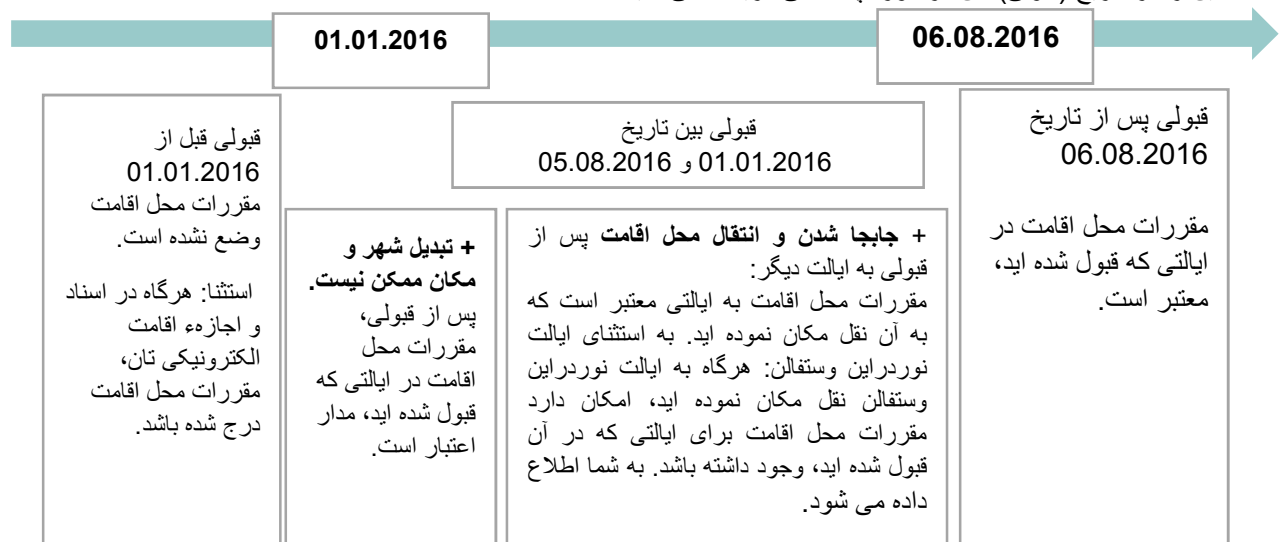 01.01.2016
06.08.2016
قبولی قبل از
01.01.2016
مقررات محل اقامت
وضع نشده است.
استثنا: هرگاه در اسناد
و اجازهء اقامت
الکترونیکی تان،
مقررات محل اقامت
درج شده باشد.
قبولی بین تاریخ
01.01.2016 و 05.08.2016
+ تبدیل شهر و
مکان ممکن نیست.
پس از قبولی،
مقررات محل
اقامت در ایالتی که
قبول شده اید، مدار
اعتبار است.
+ جابجا شدن و انتقال محل اقامت پس از
قبولی به ایالت دیگر:
مقررات محل اقامت به ایالتی معتبر است که
به آن نقل مکان نموده اید. به استثنای ایالت
نوردراین وستفالن: هرگاه به ایالت نوردراین
وستفالن نقل مکان نموده اید، امکان دارد
مقررات محل اقامت برای ایالتی که در آن
قبول شده اید، وجود داشته باشد. به شما اطلاع
داده می شود.
قبولی پس از تاریخ
06.08.2016
مقررات محل اقامت در
ایالتی که قبول شده اید،
معتبر است.